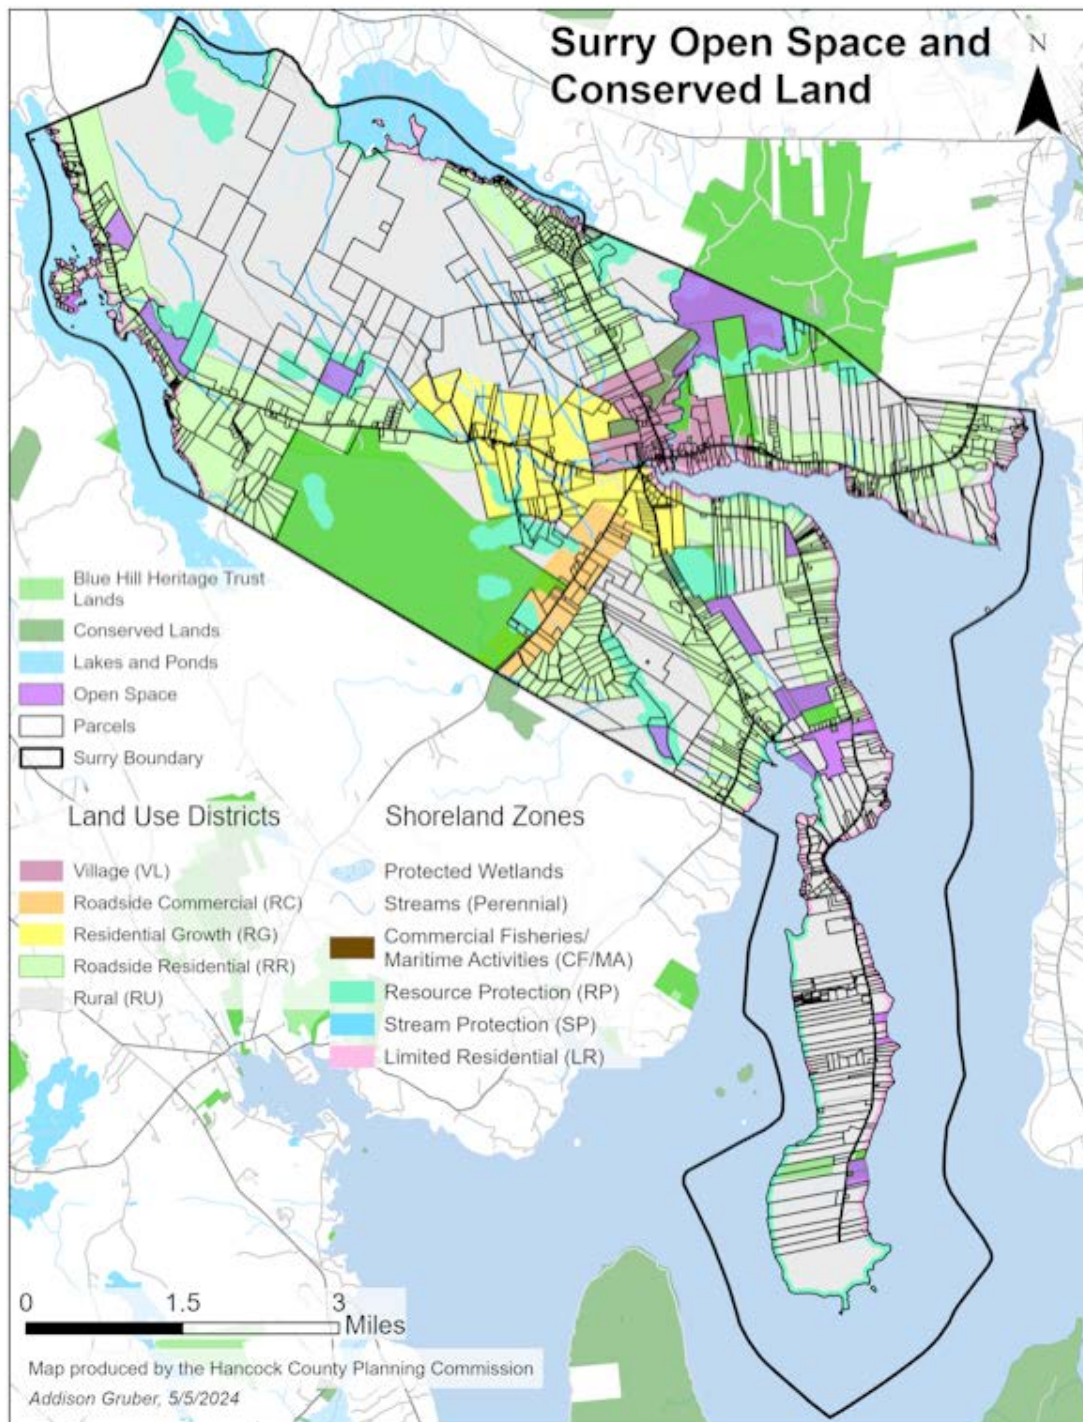 Surry Open Space and
Conserved Land
N
Blue Hill Heritage Trust
Lands
Conserved Lands
Lakes and Ponds
Open Space
Parcels
Surry Boundary
Land Use Districts
Village (VL)
Roadside Commercial (RC)
Residential Growth (RG)
Roadside Residential (RR)
Rural (RU)
Shoreland Zones
Protected Wetlands
Streams (Perennial)
Commercial Fisheries/
Maritime Activities (CF/MA)
Resource Protection (RP)
Stream Protection (SP)
Limited Residential (LR)
0 1.5 3
Miles
Map produced by the Hancock County Planning Commission
Addison Gruber, 5/5/2024